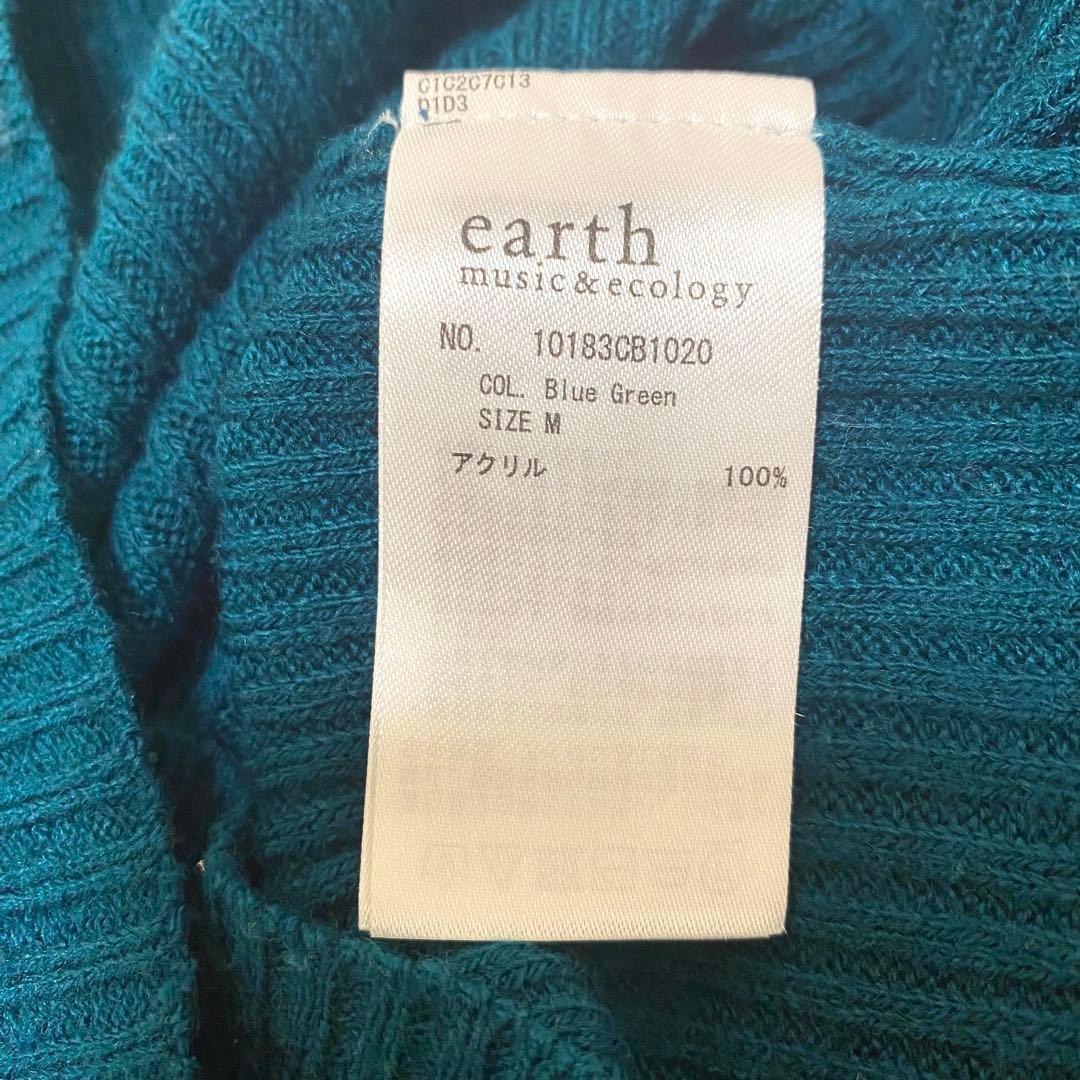 C1C2C7C13
D1D3
earth
music&ecology
NO. 10183CB1020
COL. Blue Green
SIZE M
アクリル 100%